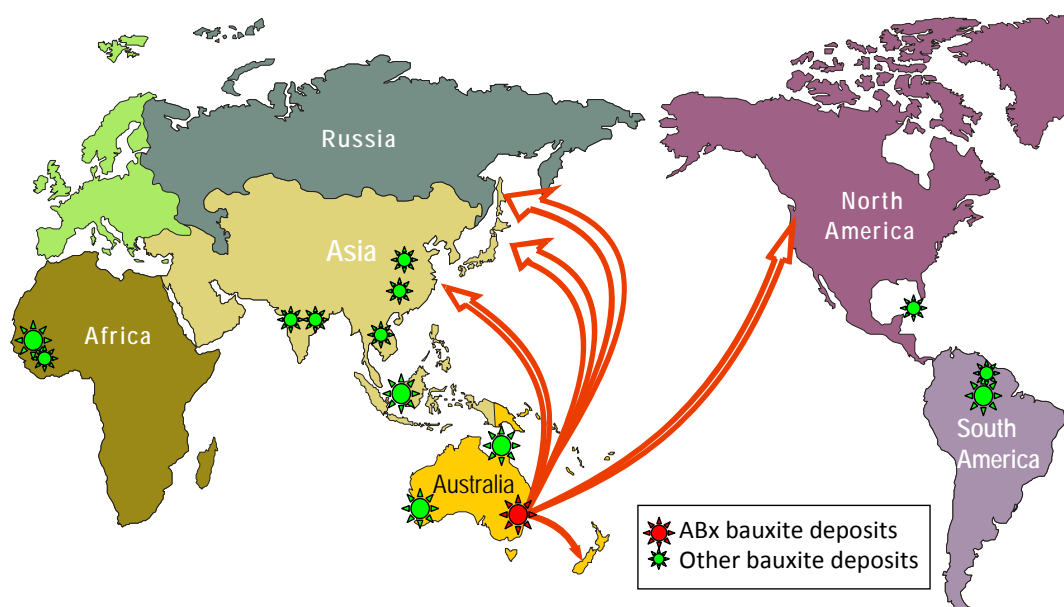 Russia
North
America
Asia
Africa
South
America
Australia
ABx bauxite deposits
Other bauxite deposits